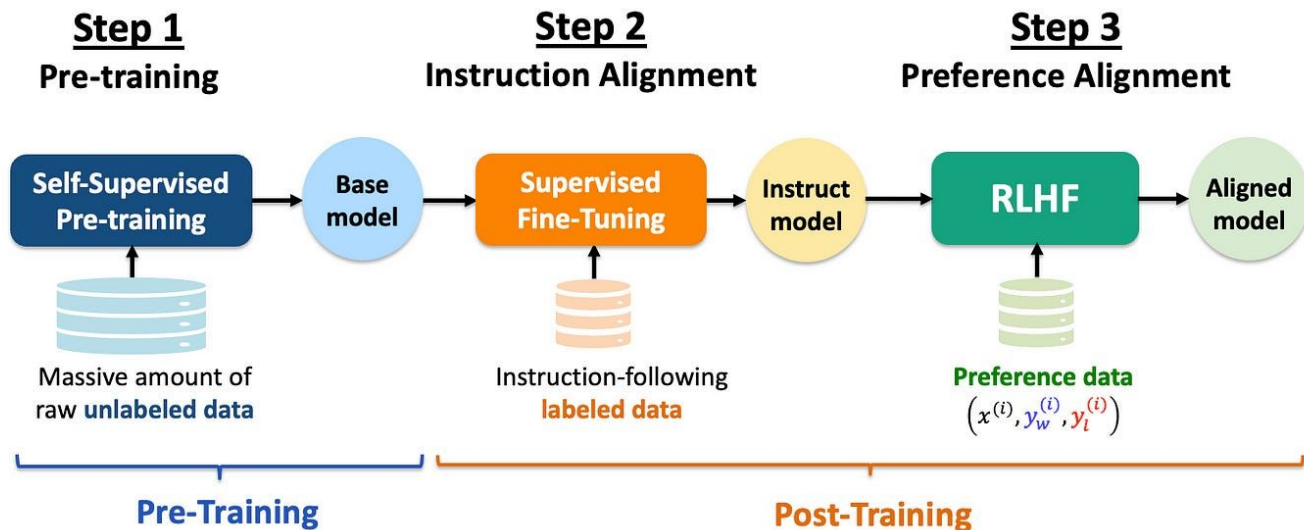 Step 1
Pre-training
Step 2
Instruction Alignment
Step 3
Preference Alignment
Self-Supervised
Pre-training
Base
model
Supervised
Fine-Tuning
Instruct
model
RLHF
Aligned
model
Massive amount of
raw unlabeled data
Instruction-following
labeled data
Preference data
(x^(i), y_w^(i), y_l^(i))
Pre-Training
Post-Training